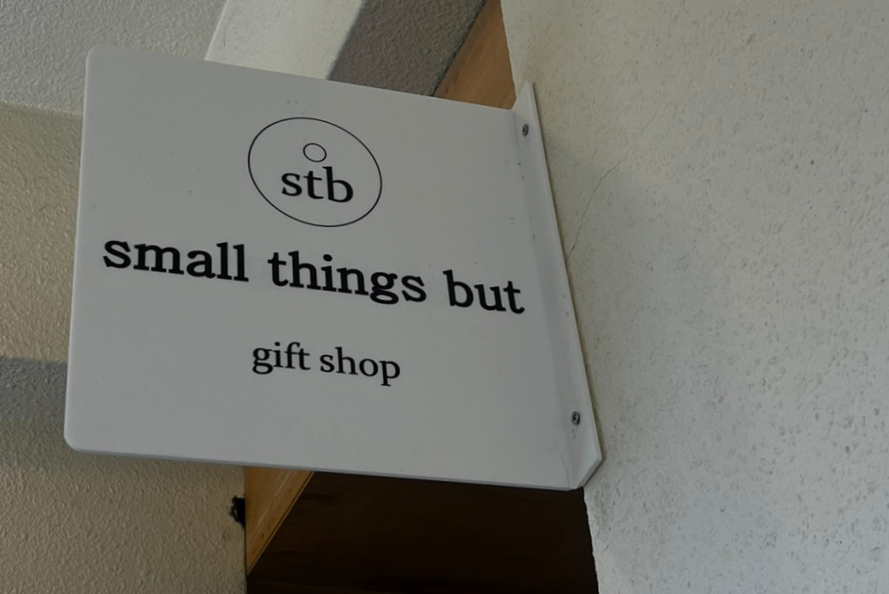 stb
small things but
gift shop